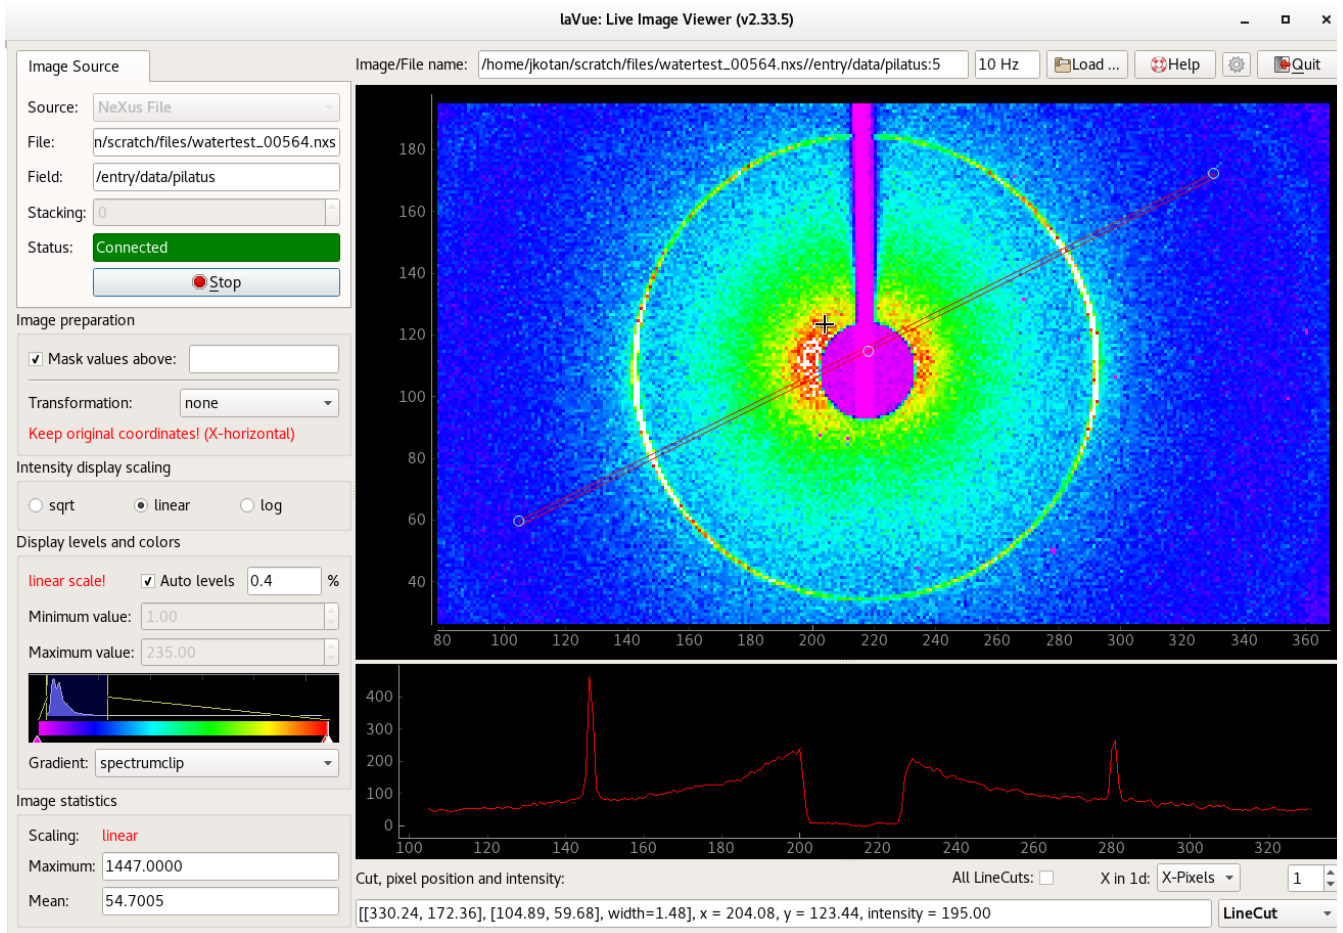 laVue: Live Image Viewer (v2.33.5)
Image Source
Image/File name: /home/jkotan/scratch/files/watertest_00564.nxs//entry/data/pilatus:5 10 Hz Load ... Help Quit
Source: NeXus File
File: n/scratch/files/watertest_00564.nxs
Field: /entry/data/pilatus
Stacking: 0
Status: Connected
Stop
Image preparation
Mask values above:
Transformation: none
Keep original coordinates! (X-horizontal)
Intensity display scaling
sqrt linear log
Display levels and colors
linear scale! Auto levels 0.4 %
Minimum value: 1.00
Maximum value: 235.00
Gradient: spectrumclip
Image statistics
Scaling: linear
Maximum: 1447.0000
Mean: 54.7005
180
160
140
120
100
80
60
40
80 100 120 140 160 180 200 220 240 260 280 300 320 340 360
400
300
200
100
0
100 120 140 160 180 200 220 240 260 280 300 320
Cut, pixel position and intensity: All LineCuts: X in 1d: X-Pixels 1
[[330.24, 172.36], [104.89, 59.68], width=1.48], x = 204.08, y = 123.44, intensity = 195.00 LineCut